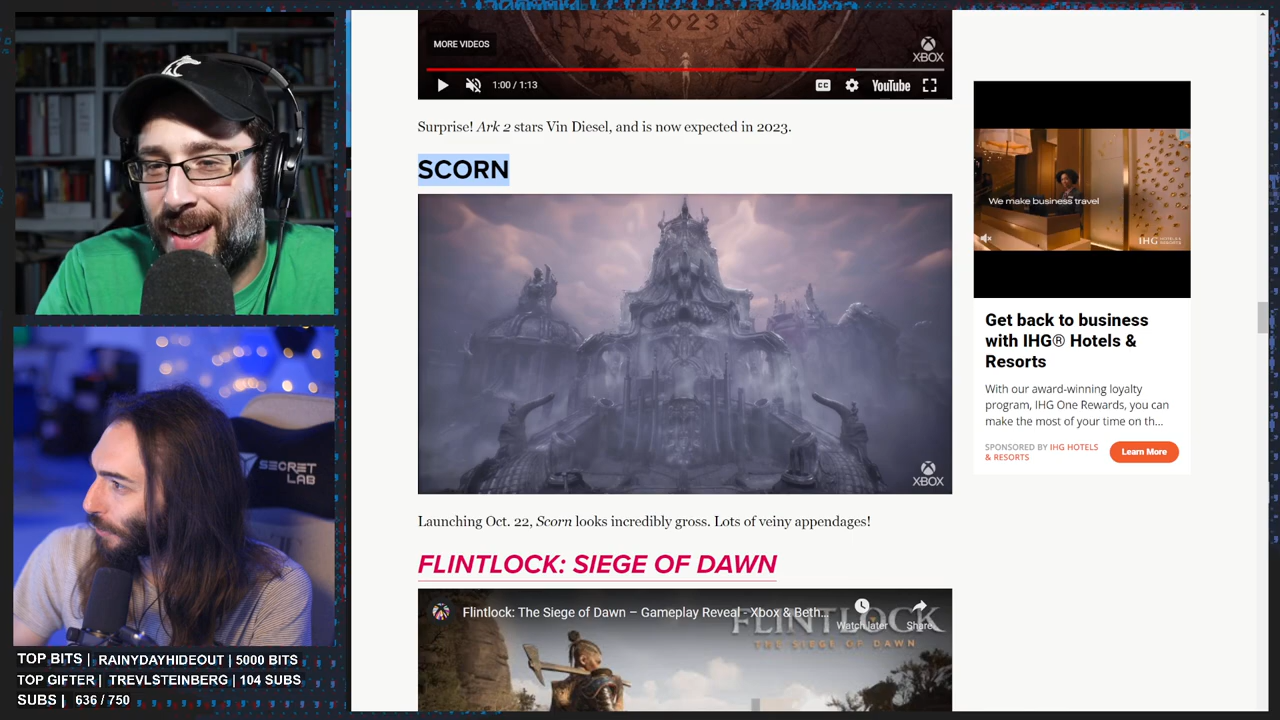 2023
MORE VIDEOS
XBOX
1:00 / 1:13
CC
YouTube
Surprise! Ark 2 stars Vin Diesel, and is now expected in 2023.
SCORN
XBOX
Launching Oct. 22, Scorn looks incredibly gross. Lots of veiny appendages!
FLINTLOCK: SIEGE OF DAWN
Flintlock: The Siege of Dawn – Gameplay Reveal - Xbox & Beth...
Watch later
Share
FLINTLOCK
THE SIEGE OF DAWN
We make business travel
IHG HOTELS & RESORTS
Get back to business
with IHG® Hotels &
Resorts
With our award-winning loyalty
program, IHG One Rewards, you can
make the most of your time on th...
SPONSORED BY IHG HOTELS
& RESORTS
Learn More
SECRET
LAB
TOP BITS | RAINYDAYHIDEOUT | 5000 BITS
TOP GIFTER | TREYLSTEINBERG | 104 SUBS
SUBS | 636 / 750